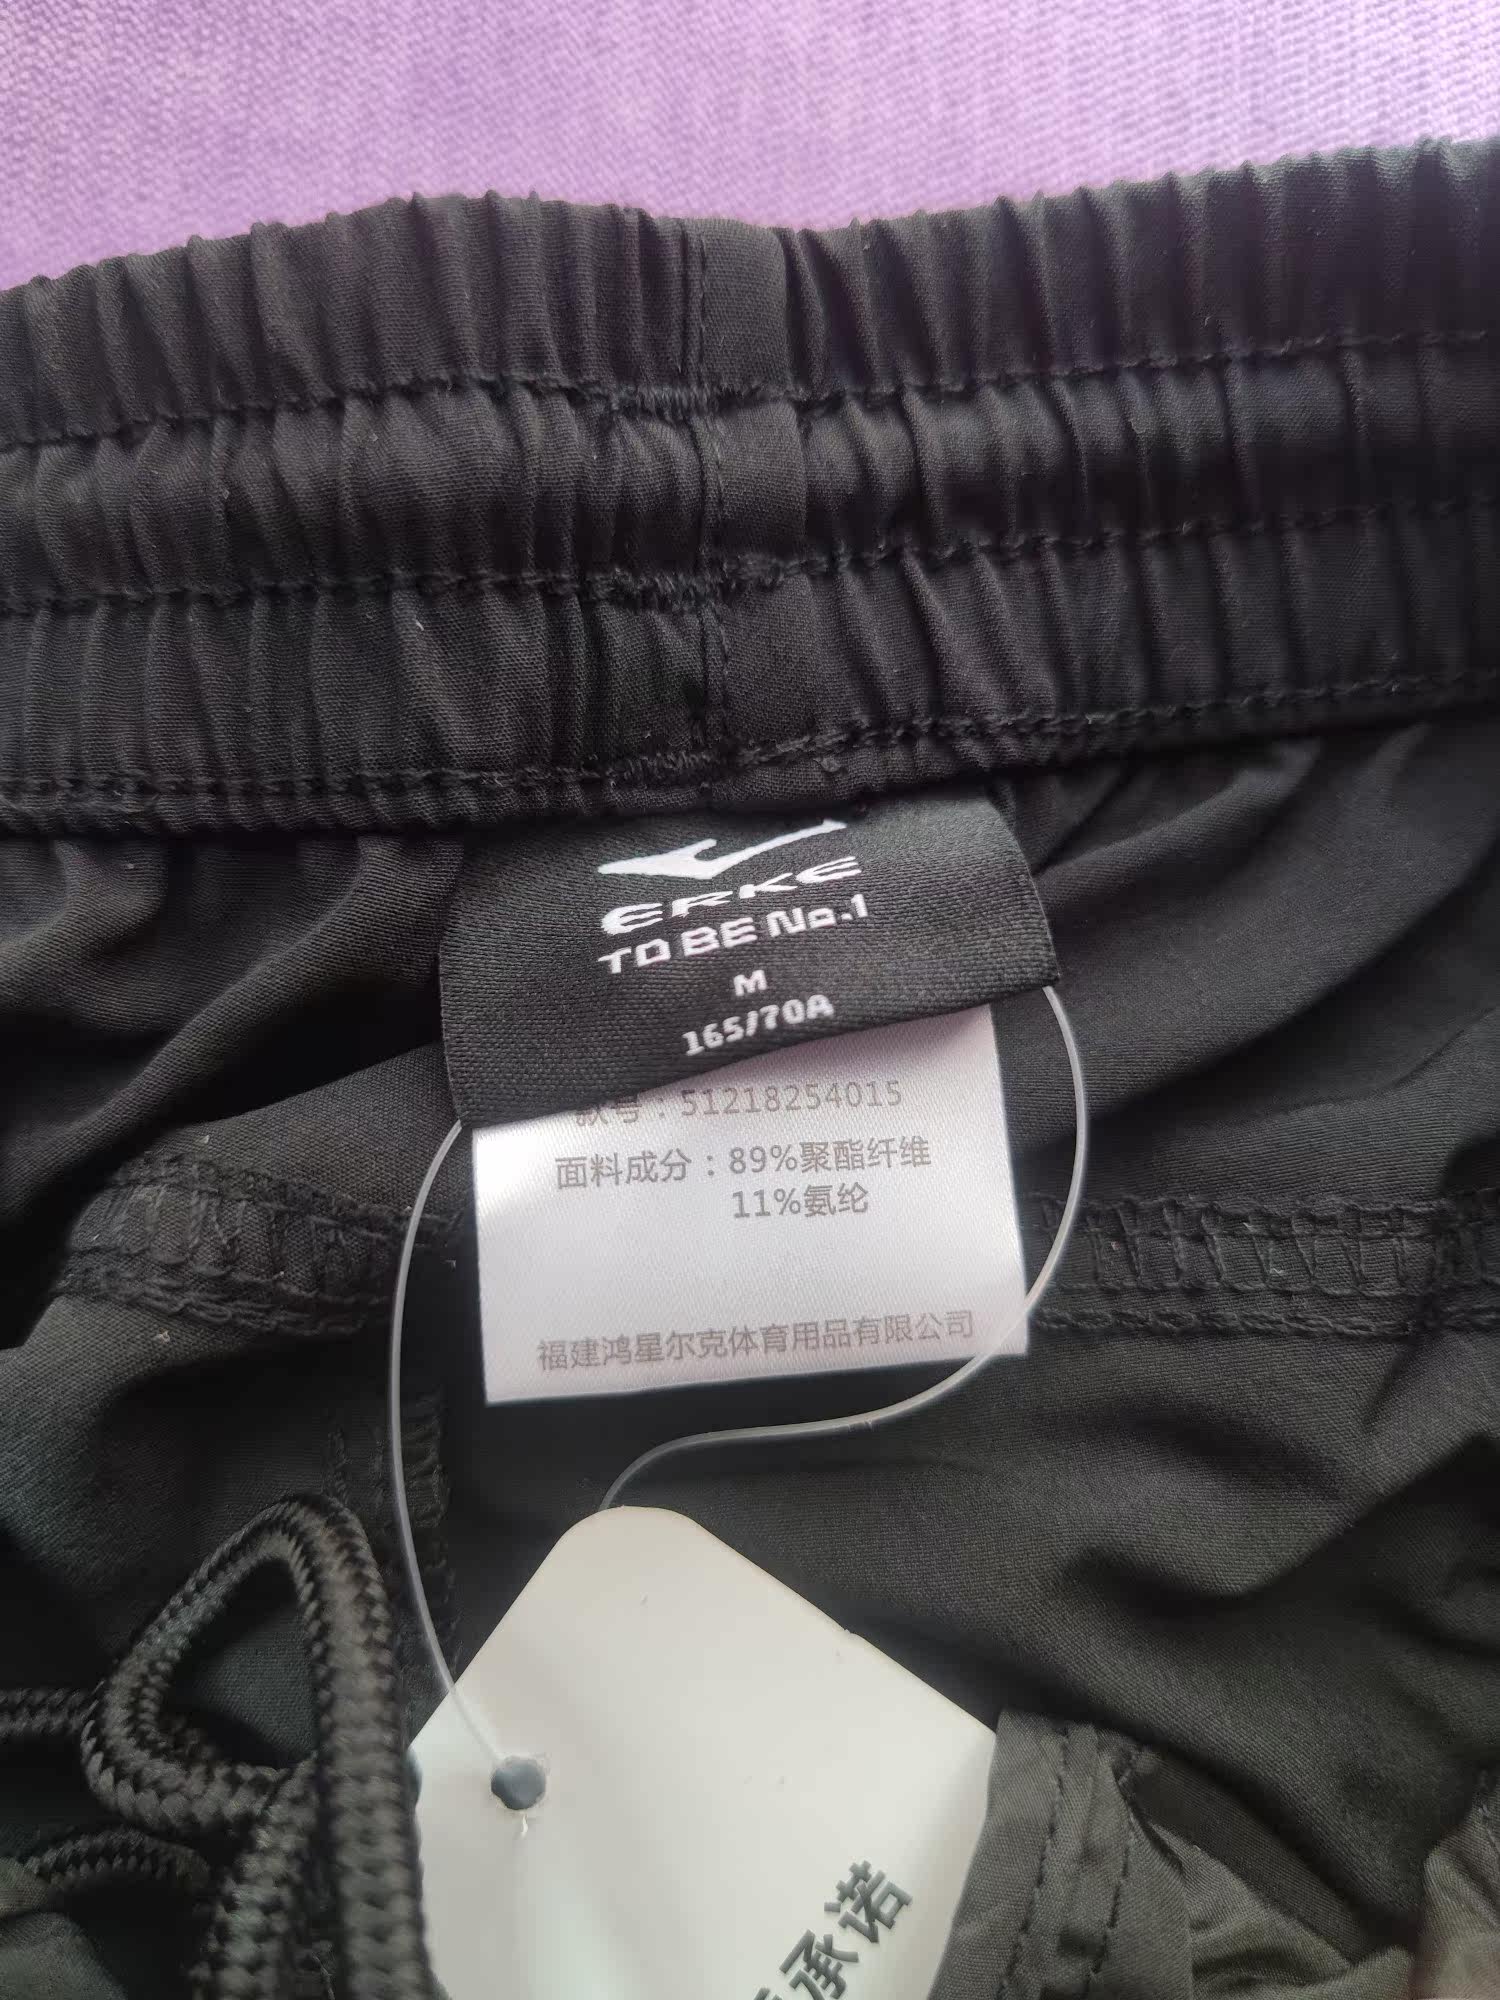 ERKE
TO BE No.1
M
165/70A
款号：51218254015
面料成分：89%聚酯纤维
11%氨纶
福建鸿星尔克体育用品有限公司
承诺